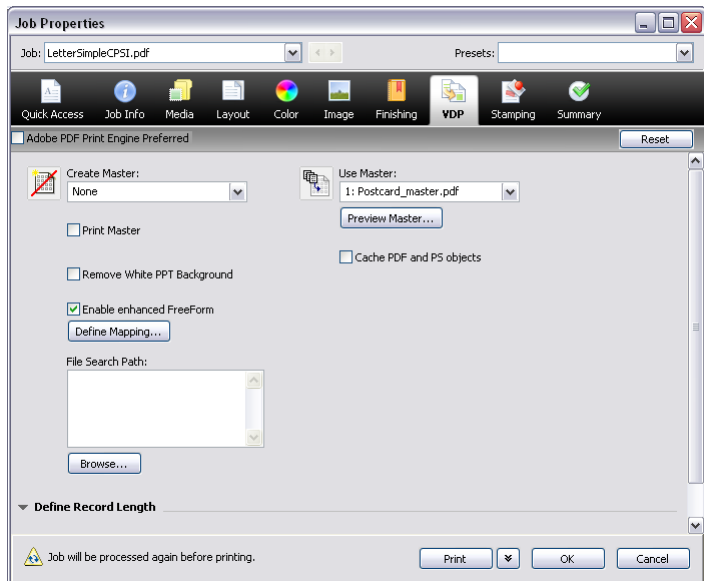 Job Properties
Job: LetterSimpleCPSI.pdf Presets:
Quick Access Job Info Media Layout Color Image Finishing VDP Stamping Summary
Adobe PDF Print Engine Preferred Reset
Create Master: Use Master:
None 1: Postcard_master.pdf
Preview Master...
Print Master
Cache PDF and PS objects
Remove White PPT Background
Enable enhanced FreeForm
Define Mapping...
File Search Path:
Browse...
Define Record Length
Job will be processed again before printing. Print OK Cancel